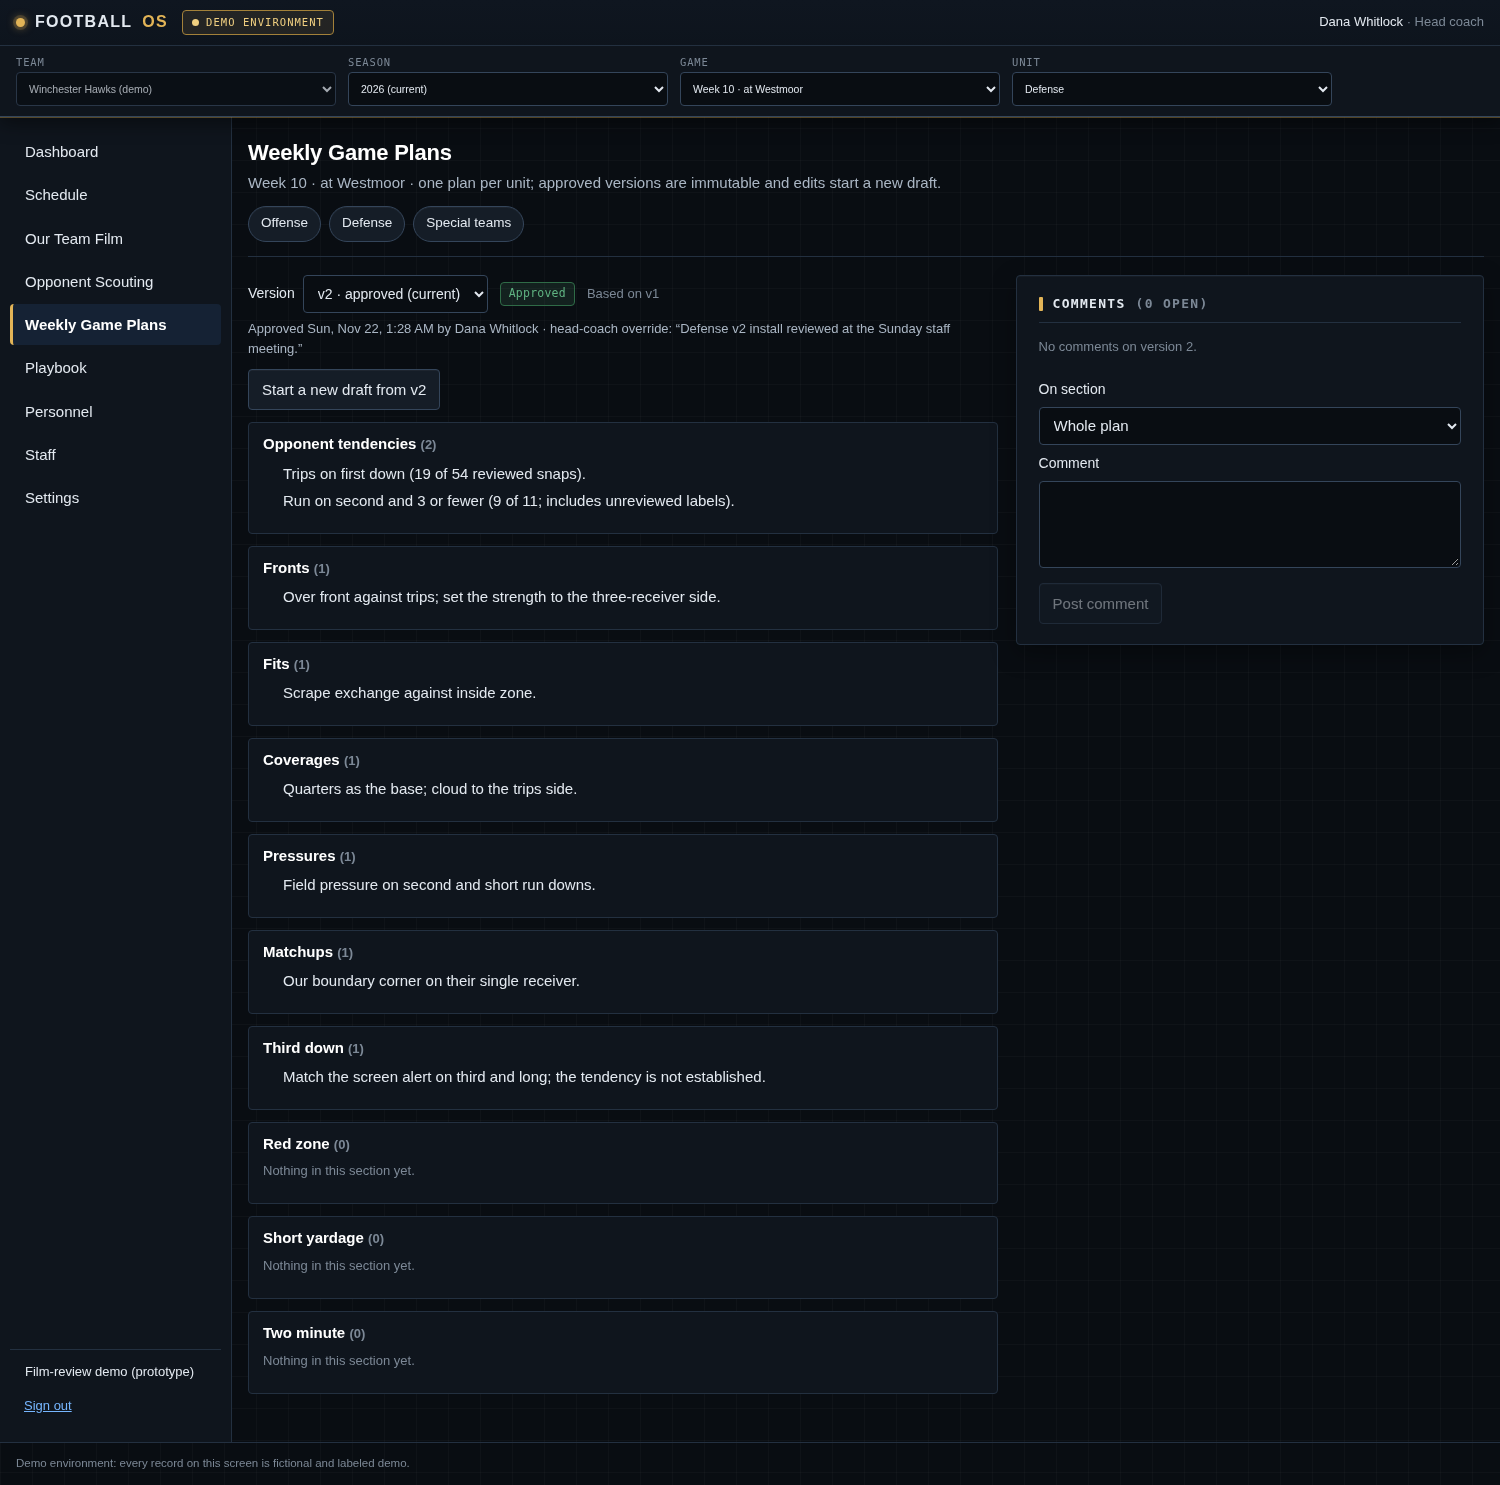 FOOTBALL OS
DEMO ENVIRONMENT
Dana Whitlock · Head coach
TEAM
Winchester Hawks (demo)
SEASON
2026 (current)
GAME
Week 10 · at Westmoor
UNIT
Defense
Dashboard
Schedule
Our Team Film
Opponent Scouting
Weekly Game Plans
Playbook
Personnel
Staff
Settings
Film-review demo (prototype)
Sign out
Weekly Game Plans
Week 10 · at Westmoor · one plan per unit; approved versions are immutable and edits start a new draft.
Offense
Defense
Special teams
Version
v2 · approved (current)
Approved
Based on v1
Approved Sun, Nov 22, 1:28 AM by Dana Whitlock · head-coach override: “Defense v2 install reviewed at the Sunday staff
meeting.”
Start a new draft from v2
Opponent tendencies (2)
Trips on first down (19 of 54 reviewed snaps).
Run on second and 3 or fewer (9 of 11; includes unreviewed labels).
Fronts (1)
Over front against trips; set the strength to the three-receiver side.
Fits (1)
Scrape exchange against inside zone.
Coverages (1)
Quarters as the base; cloud to the trips side.
Pressures (1)
Field pressure on second and short run downs.
Matchups (1)
Our boundary corner on their single receiver.
Third down (1)
Match the screen alert on third and long; the tendency is not established.
Red zone (0)
Nothing in this section yet.
Short yardage (0)
Nothing in this section yet.
Two minute (0)
Nothing in this section yet.
COMMENTS (0 OPEN)
No comments on version 2.
On section
Whole plan
Comment
Post comment
Demo environment: every record on this screen is fictional and labeled demo.